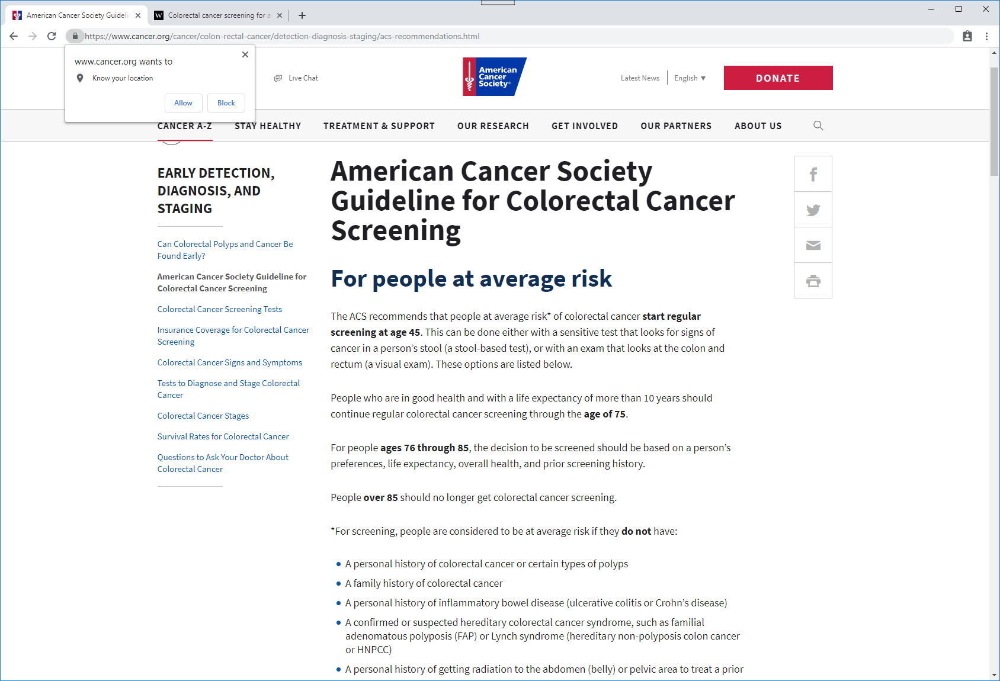 American Cancer Society Guideli
Colorectal cancer screening for a
https://www.cancer.org/cancer/colon-rectal-cancer/detection-diagnosis-staging/acs-recommendations.html
www.cancer.org wants to
Know your location
Allow
Block
Live Chat
American
Cancer
Society®
Latest News
English
DONATE
CANCER A-Z
STAY HEALTHY
TREATMENT & SUPPORT
OUR RESEARCH
GET INVOLVED
OUR PARTNERS
ABOUT US
EARLY DETECTION,
DIAGNOSIS, AND
STAGING
Can Colorectal Polyps and Cancer Be
Found Early?
American Cancer Society Guideline for
Colorectal Cancer Screening
Colorectal Cancer Screening Tests
Insurance Coverage for Colorectal Cancer
Screening
Colorectal Cancer Signs and Symptoms
Tests to Diagnose and Stage Colorectal
Cancer
Colorectal Cancer Stages
Survival Rates for Colorectal Cancer
Questions to Ask Your Doctor About
Colorectal Cancer
American Cancer Society
Guideline for Colorectal Cancer
Screening
For people at average risk
The ACS recommends that people at average risk* of colorectal cancer start regular
screening at age 45. This can be done either with a sensitive test that looks for signs of
cancer in a person’s stool (a stool-based test), or with an exam that looks at the colon and
rectum (a visual exam). These options are listed below.
People who are in good health and with a life expectancy of more than 10 years should
continue regular colorectal cancer screening through the age of 75.
For people ages 76 through 85, the decision to be screened should be based on a person’s
preferences, life expectancy, overall health, and prior screening history.
People over 85 should no longer get colorectal cancer screening.
*For screening, people are considered to be at average risk if they do not have:
A personal history of colorectal cancer or certain types of polyps
A family history of colorectal cancer
A personal history of inflammatory bowel disease (ulcerative colitis or Crohn’s disease)
A confirmed or suspected hereditary colorectal cancer syndrome, such as familial
adenomatous polyposis (FAP) or Lynch syndrome (hereditary non-polyposis colon cancer
or HNPCC)
A personal history of getting radiation to the abdomen (belly) or pelvic area to treat a prior